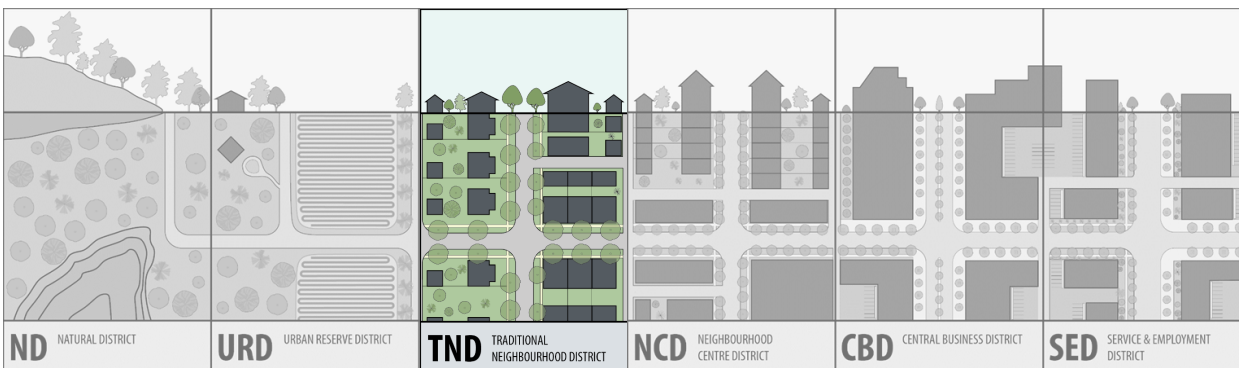 ND NATURAL DISTRICT
URD URBAN RESERVE DISTRICT
TND TRADITIONAL
NEIGHBOURHOOD DISTRICT
NCD NEIGHBOURHOOD
CENTRE DISTRICT
CBD CENTRAL BUSINESS DISTRICT
SED SERVICE & EMPLOYMENT
DISTRICT